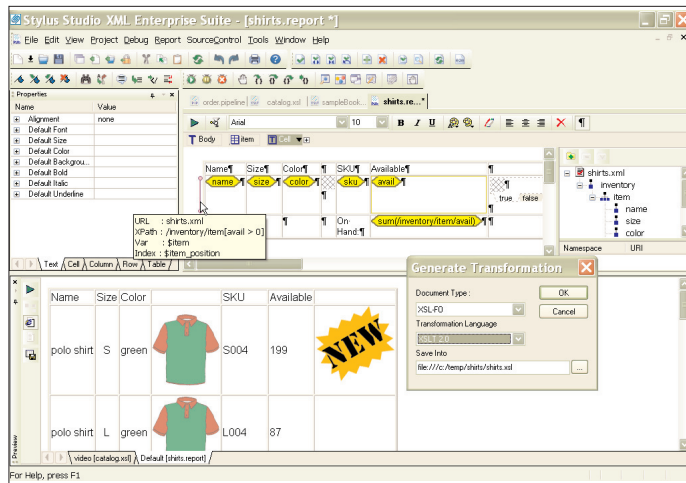 Stylus Studio XML Enterprise Suite - [shirts.report *]
File Edit View Project Debug Report SourceControl Tools Window Help
Properties
Name Value
Alignment none
Default Font
Default Size
Default Color
Default Backgrou...
Default Bold
Default Italic
Default Underline
order.pipeline catalog.xsl sampleBook... shirts.re...*
Arial 10 B I U
Body item Cell
Name¶ Size¶ Color¶ ¶ SKU¶ Available¶ ¶
name¶ size¶ color¶ sku¶ avail¶ ¶
true false
¶ ¶ On-Hand:¶ sum(/inventory/item/avail)¶ ¶
URL : shirts.xml
XPath : /inventory/item[avail > 0]
Var : $item
Index : $item_position
shirts.xml
inventory
item
name
size
color
Namespace URI
Text Cell Column Row Table
Generate Transformation
Document Type :
XSL-FO
Transformation Language
XSLT 2.0
Save Into
file:///c:/temp/shirts/shirts.xsl ...
OK
Cancel
Name Size Color SKU Available
polo shirt S green S004 199 NEW
polo shirt L green L004 87
Preview
video [catalog.xsl] Default [shirts.report]
For Help, press F1